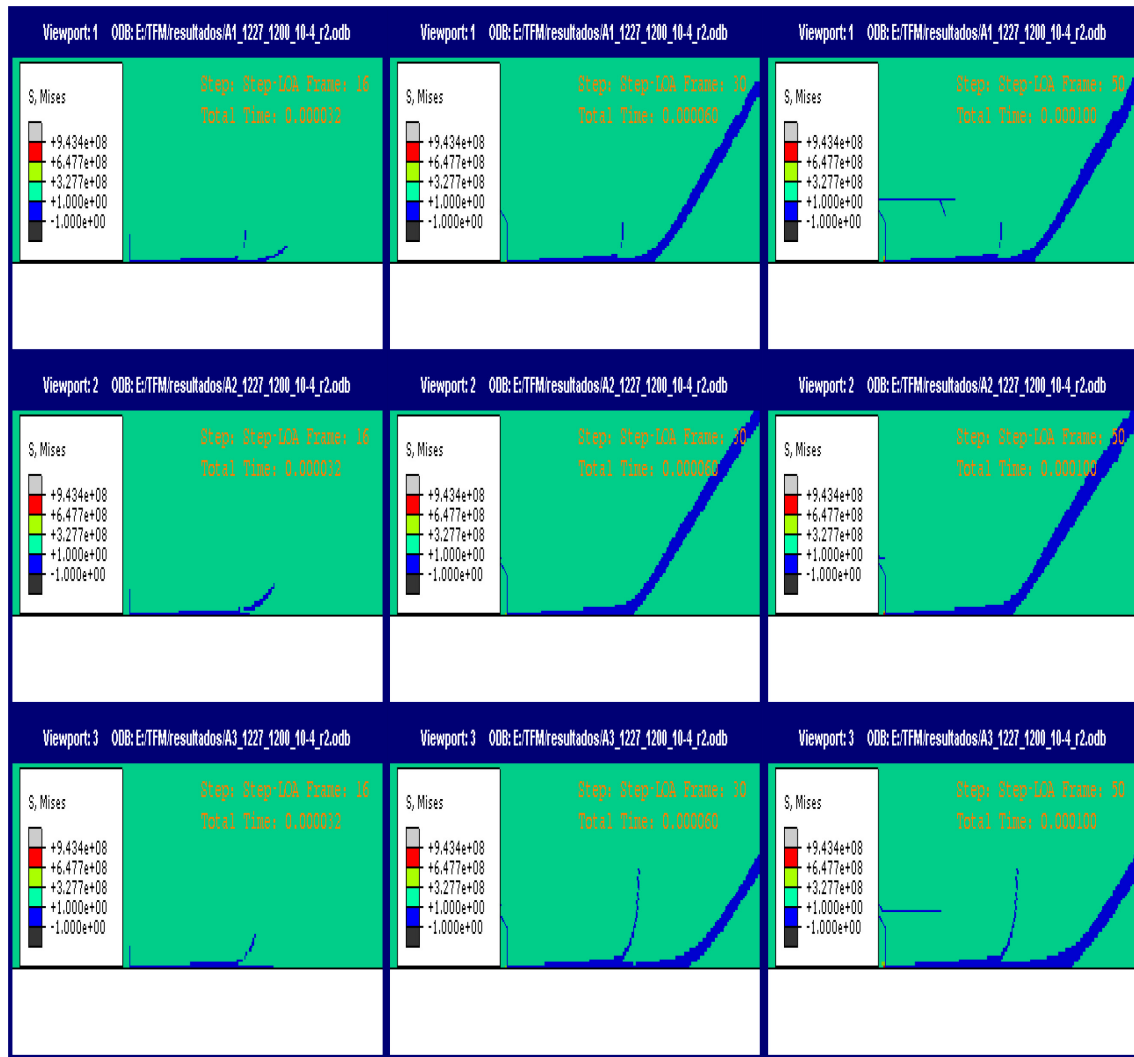 Viewport: 1 ODB: E:/TFM/resultados/A1_1227_1200_10-4_r2.odb
Step: Step-LOA Frame: 16
Total Time: 0.000032
S, Mises
+9.434e+08
+6.477e+08
+3.277e+08
+1.000e+00
-1.000e+00
Viewport: 1 ODB: E:/TFM/resultados/A1_1227_1200_10-4_r2.odb
Step: Step-LOA Frame: 30
Total Time: 0.000060
S, Mises
+9.434e+08
+6.477e+08
+3.277e+08
+1.000e+00
-1.000e+00
Viewport: 1 ODB: E:/TFM/resultados/A1_1227_1200_10-4_r2.odb
Step: Step-LOA Frame: 50
Total Time: 0.000100
S, Mises
+9.434e+08
+6.477e+08
+3.277e+08
+1.000e+00
-1.000e+00
Viewport: 2 ODB: E:/TFM/resultados/A2_1227_1200_10-4_r2.odb
Step: Step-LOA Frame: 16
Total Time: 0.000032
S, Mises
+9.434e+08
+6.477e+08
+3.277e+08
+1.000e+00
-1.000e+00
Viewport: 2 ODB: E:/TFM/resultados/A2_1227_1200_10-4_r2.odb
Step: Step-LOA Frame: 30
Total Time: 0.000060
S, Mises
+9.434e+08
+6.477e+08
+3.277e+08
+1.000e+00
-1.000e+00
Viewport: 2 ODB: E:/TFM/resultados/A2_1227_1200_10-4_r2.odb
Step: Step-LOA Frame: 50
Total Time: 0.000100
S, Mises
+9.434e+08
+6.477e+08
+3.277e+08
+1.000e+00
-1.000e+00
Viewport: 3 ODB: E:/TFM/resultados/A3_1227_1200_10-4_r2.odb
Step: Step-LOA Frame: 16
Total Time: 0.000032
S, Mises
+9.434e+08
+6.477e+08
+3.277e+08
+1.000e+00
-1.000e+00
Viewport: 3 ODB: E:/TFM/resultados/A3_1227_1200_10-4_r2.odb
Step: Step-LOA Frame: 30
Total Time: 0.000060
S, Mises
+9.434e+08
+6.477e+08
+3.277e+08
+1.000e+00
-1.000e+00
Viewport: 3 ODB: E:/TFM/resultados/A3_1227_1200_10-4_r2.odb
Step: Step-LOA Frame: 50
Total Time: 0.000100
S, Mises
+9.434e+08
+6.477e+08
+3.277e+08
+1.000e+00
-1.000e+00